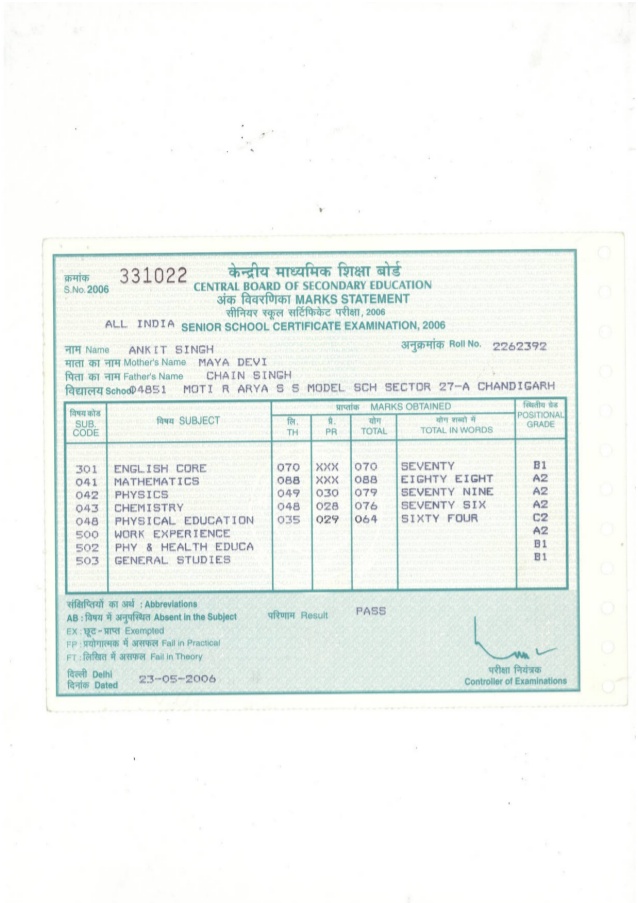 क्रमांक 331022 केन्द्रीय माध्यमिक शिक्षा बोर्ड
S.No. 2006 CENTRAL BOARD OF SECONDARY EDUCATION
अंक विवरणिका MARKS STATEMENT
सीनियर स्कूल सर्टिफिकेट परीक्षा, 2006
ALL INDIA SENIOR SCHOOL CERTIFICATE EXAMINATION, 2006
नाम Name ANKIT SINGH अनुक्रमांक Roll No. 2262392
माता का नाम Mother's Name MAYA DEVI
पिता का नाम Father's Name CHAIN SINGH
विद्यालय School 04851 MOTI R ARYA S S MODEL SCH SECTOR 27-A CHANDIGARH
विषय कोड SUB. CODE विषय SUBJECT प्राप्तांक MARKS OBTAINED स्थितीय ग्रेड POSITIONAL GRADE
लि. TH प्रै. PR योग TOTAL योग शब्दों में TOTAL IN WORDS
301 ENGLISH CORE 070 XXX 070 SEVENTY B1
041 MATHEMATICS 088 XXX 088 EIGHTY EIGHT A2
042 PHYSICS 049 030 079 SEVENTY NINE A2
043 CHEMISTRY 048 028 076 SEVENTY SIX A2
048 PHYSICAL EDUCATION 035 029 064 SIXTY FOUR C2
500 WORK EXPERIENCE A2
502 PHY & HEALTH EDUCA B1
503 GENERAL STUDIES B1
संक्षिप्तियों का अर्थ : Abbreviations
AB : विषय में अनुपस्थित Absent in the Subject परिणाम Result PASS
EX : छूट - प्राप्त Exempted
FP : प्रयोगात्मक में असफल Fail in Practical
FT : लिखित में असफल Fail in Theory
दिल्ली Delhi
दिनांक Dated 23-05-2006
परीक्षा नियंत्रक
Controller of Examinations